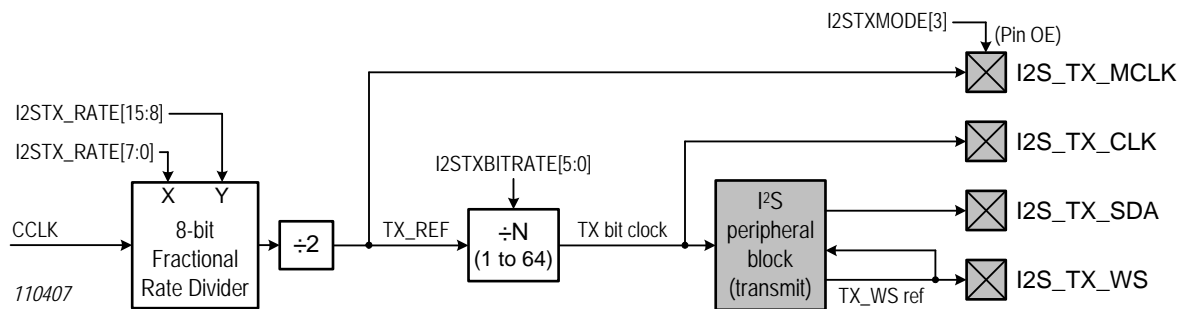 I2STXMODE[3]
(Pin OE)
I2S_TX_MCLK
I2STX_RATE[15:8]
I2STX_RATE[7:0]
I2S_TX_CLK
I2STXBITRATE[5:0]
X Y
8-bit
Fractional
Rate Divider
CCLK
÷2
TX_REF
÷N
(1 to 64)
TX bit clock
I²S
peripheral
block
(transmit)
I2S_TX_SDA
I2S_TX_WS
TX_WS ref
110407